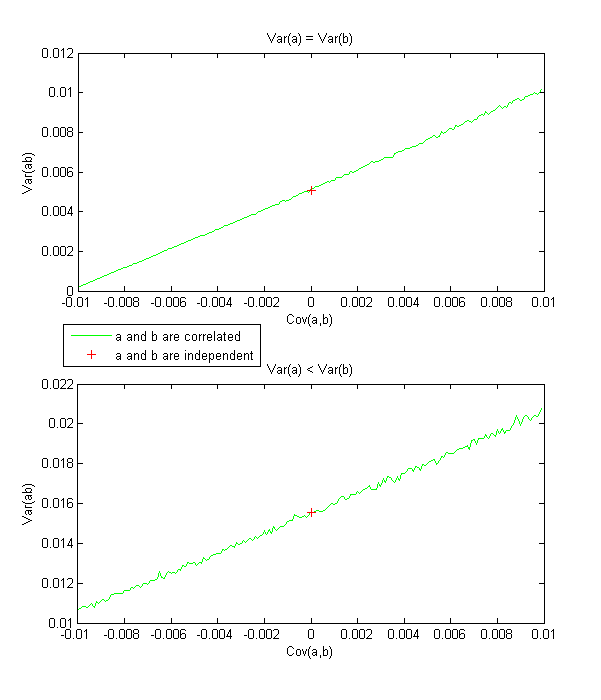 Var(a) = Var(b)
0.012
0.01
0.008
0.006
0.004
0.002
0
Var(ab)
-0.01 -0.008 -0.006 -0.004 -0.002 0 0.002 0.004 0.006 0.008 0.01
Cov(a,b)
a and b are correlated
a and b are independent
Var(a) < Var(b)
0.022
0.02
0.018
0.016
0.014
0.012
0.01
Var(ab)
-0.01 -0.008 -0.006 -0.004 -0.002 0 0.002 0.004 0.006 0.008 0.01
Cov(a,b)